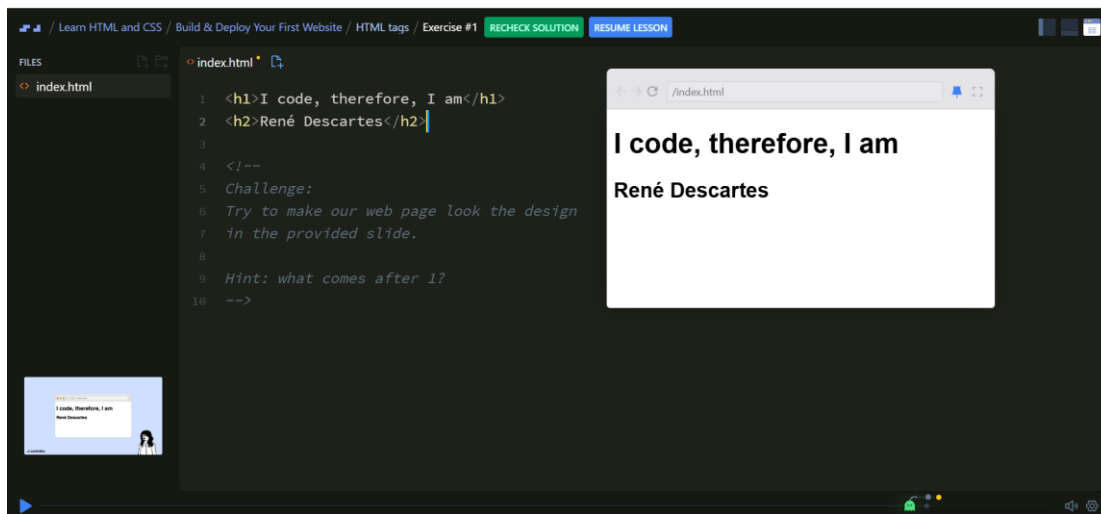 / Learn HTML and CSS / Build & Deploy Your First Website / HTML tags / Exercise #1 RECHECK SOLUTION RESUME LESSON
FILES
index.html
index.html
1 <h1>I code, therefore, I am</h1>
2 <h2>René Descartes</h2>
3
4 <!--
5 Challenge:
6 Try to make our web page look the design
7 in the provided slide.
8
9 Hint: what comes after 1?
10 -->
/index.html
I code, therefore, I am
René Descartes
I code, therefore, I am
René Descartes